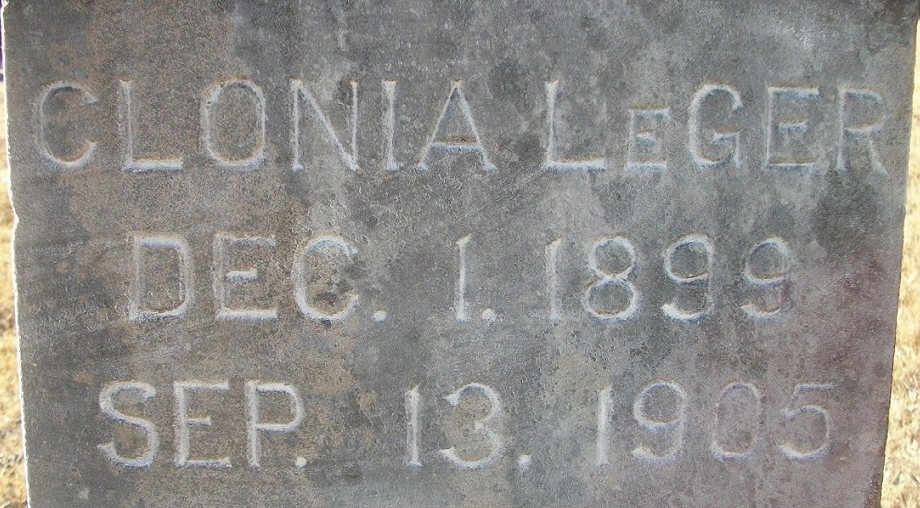 CLONIA LeGER
DEC. 1. 1899
SEP. 13. 1905